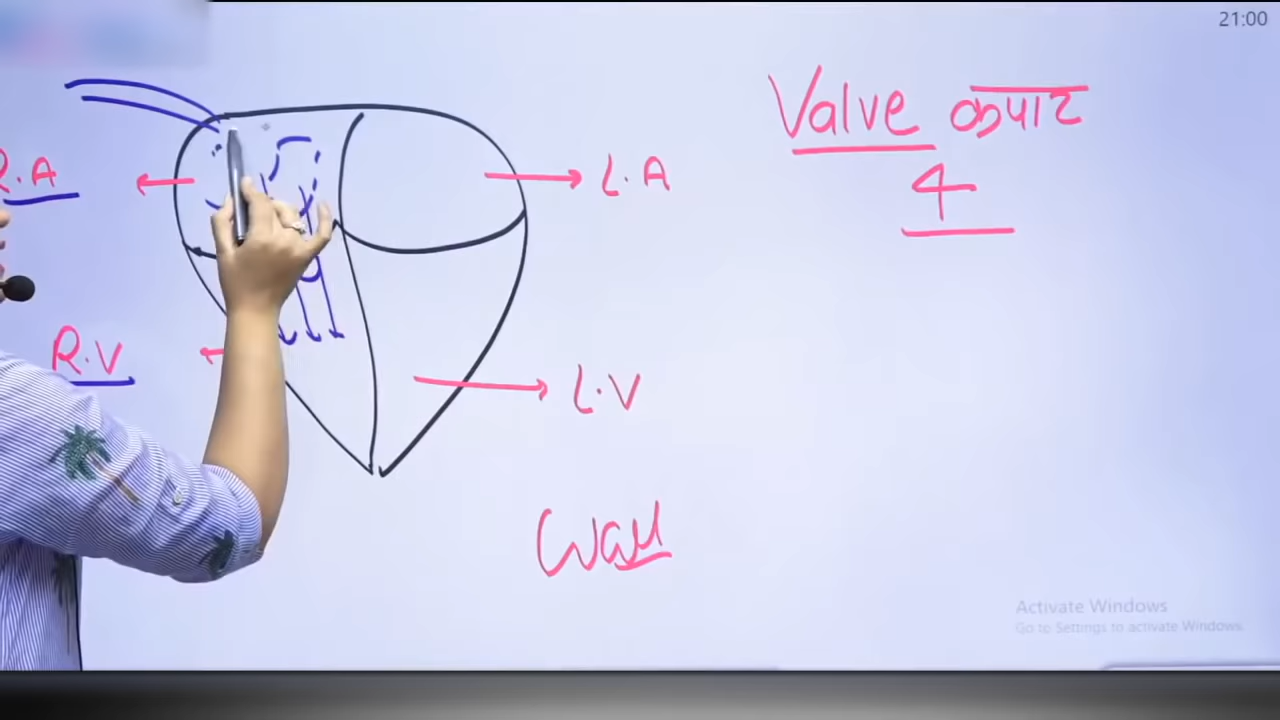 21:00
Valve कपाट
4
R.A
L.A
R.V
L.V
Wall
Activate Windows
Go to Settings to activate Windows.